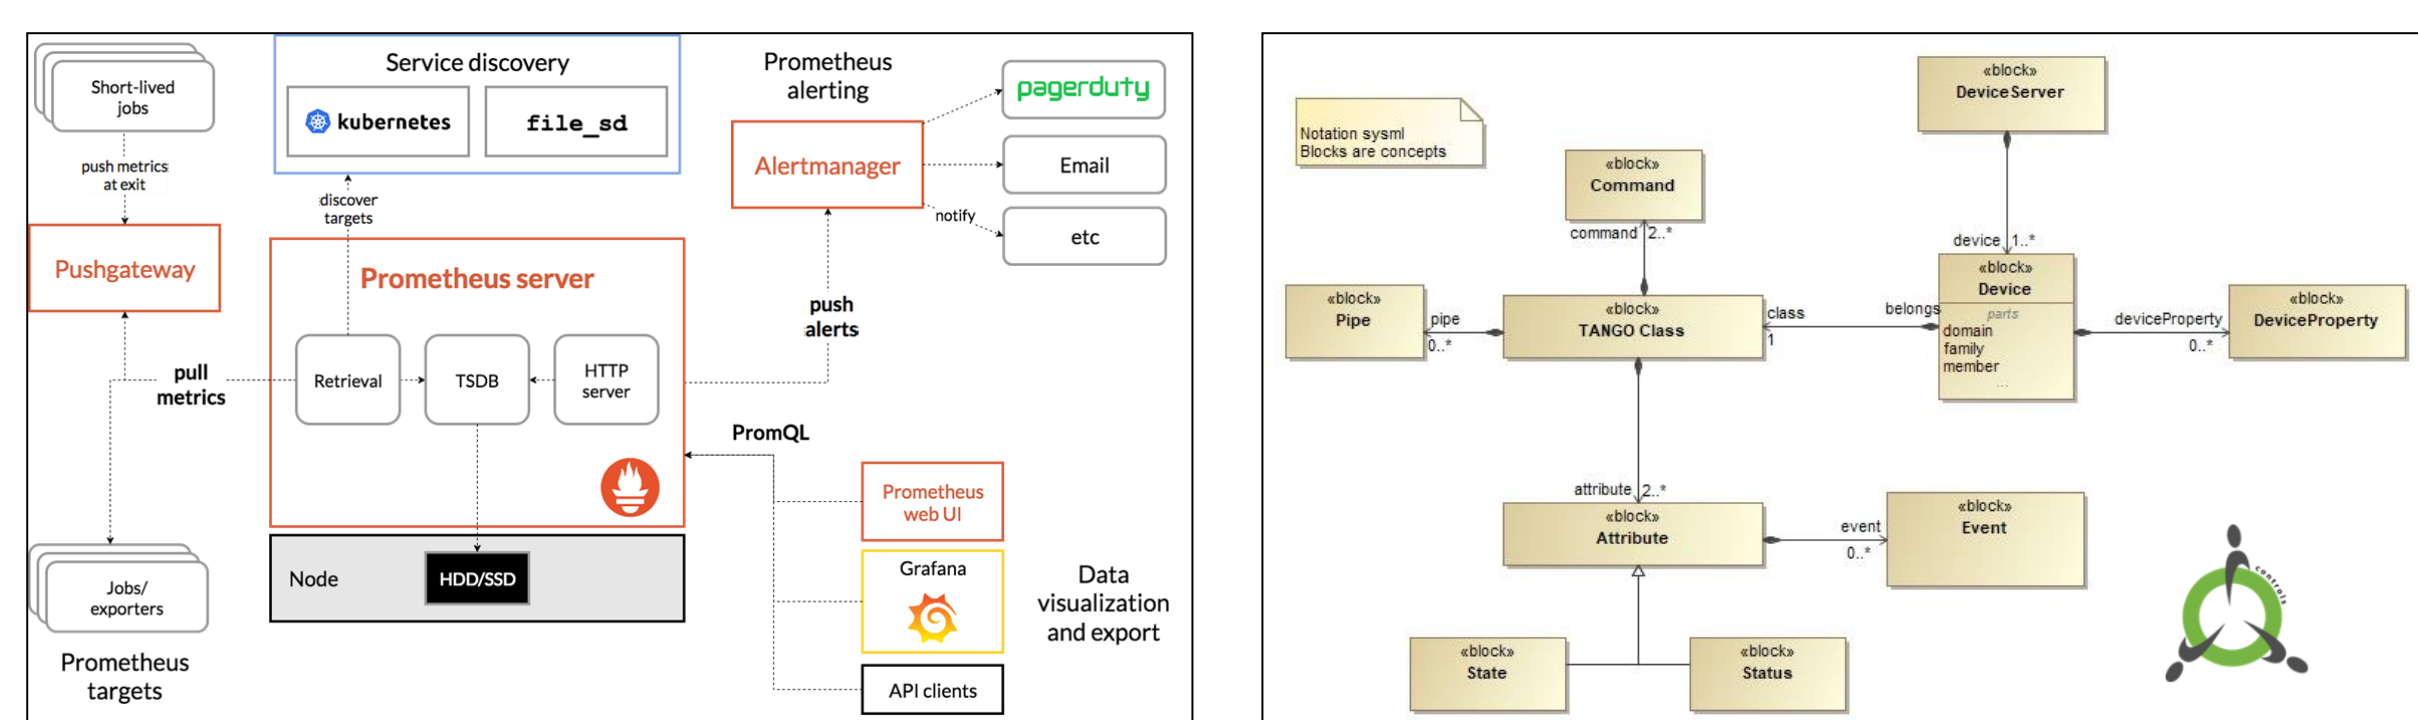 Short-lived
jobs
push metrics
at exit
Pushgateway
pull
metrics
Jobs/
exporters
Prometheus
targets
Service discovery
kubernetes
file_sd
discover
targets
Prometheus server
Retrieval
TSDB
HTTP
server
Node
HDD/SSD
Prometheus
alerting
Alertmanager
pagerduty
Email
notify
etc
push
alerts
PromQL
Prometheus
web UI
Grafana
API clients
Data
visualization
and export
Notation sysml
Blocks are concepts
«block»
DeviceServer
«block»
Command
command 2..*
device 1..*
«block»
Pipe
pipe
0..*
«block»
TANGO Class
class
1
belongs
«block»
Device
parts
domain
family
member
...
deviceProperty
0..*
«block»
DeviceProperty
attribute 2..*
«block»
Attribute
event
0..*
«block»
Event
«block»
State
«block»
Status
controls